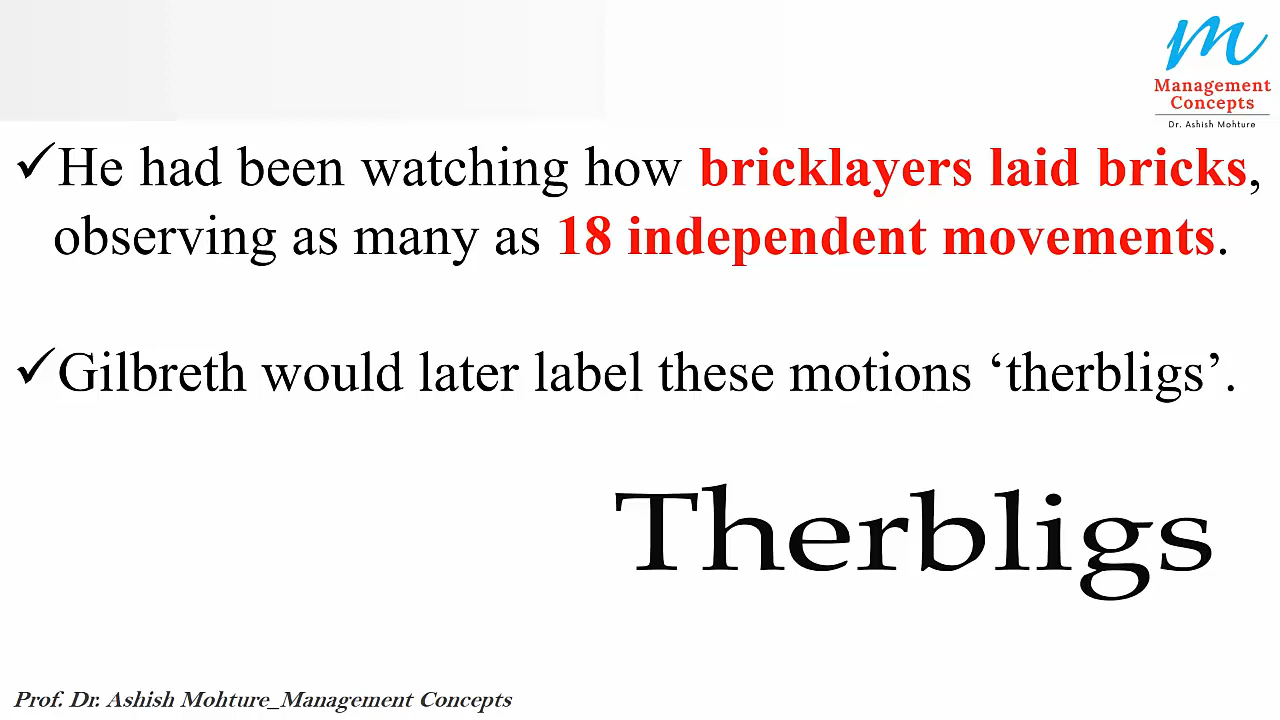 m
Management
Concepts
Dr. Ashish Mohture
✓He had been watching how bricklayers laid bricks,
observing as many as 18 independent movements.
✓Gilbreth would later label these motions ‘therbligs’.
Therbligs
Prof. Dr. Ashish Mohture_Management Concepts